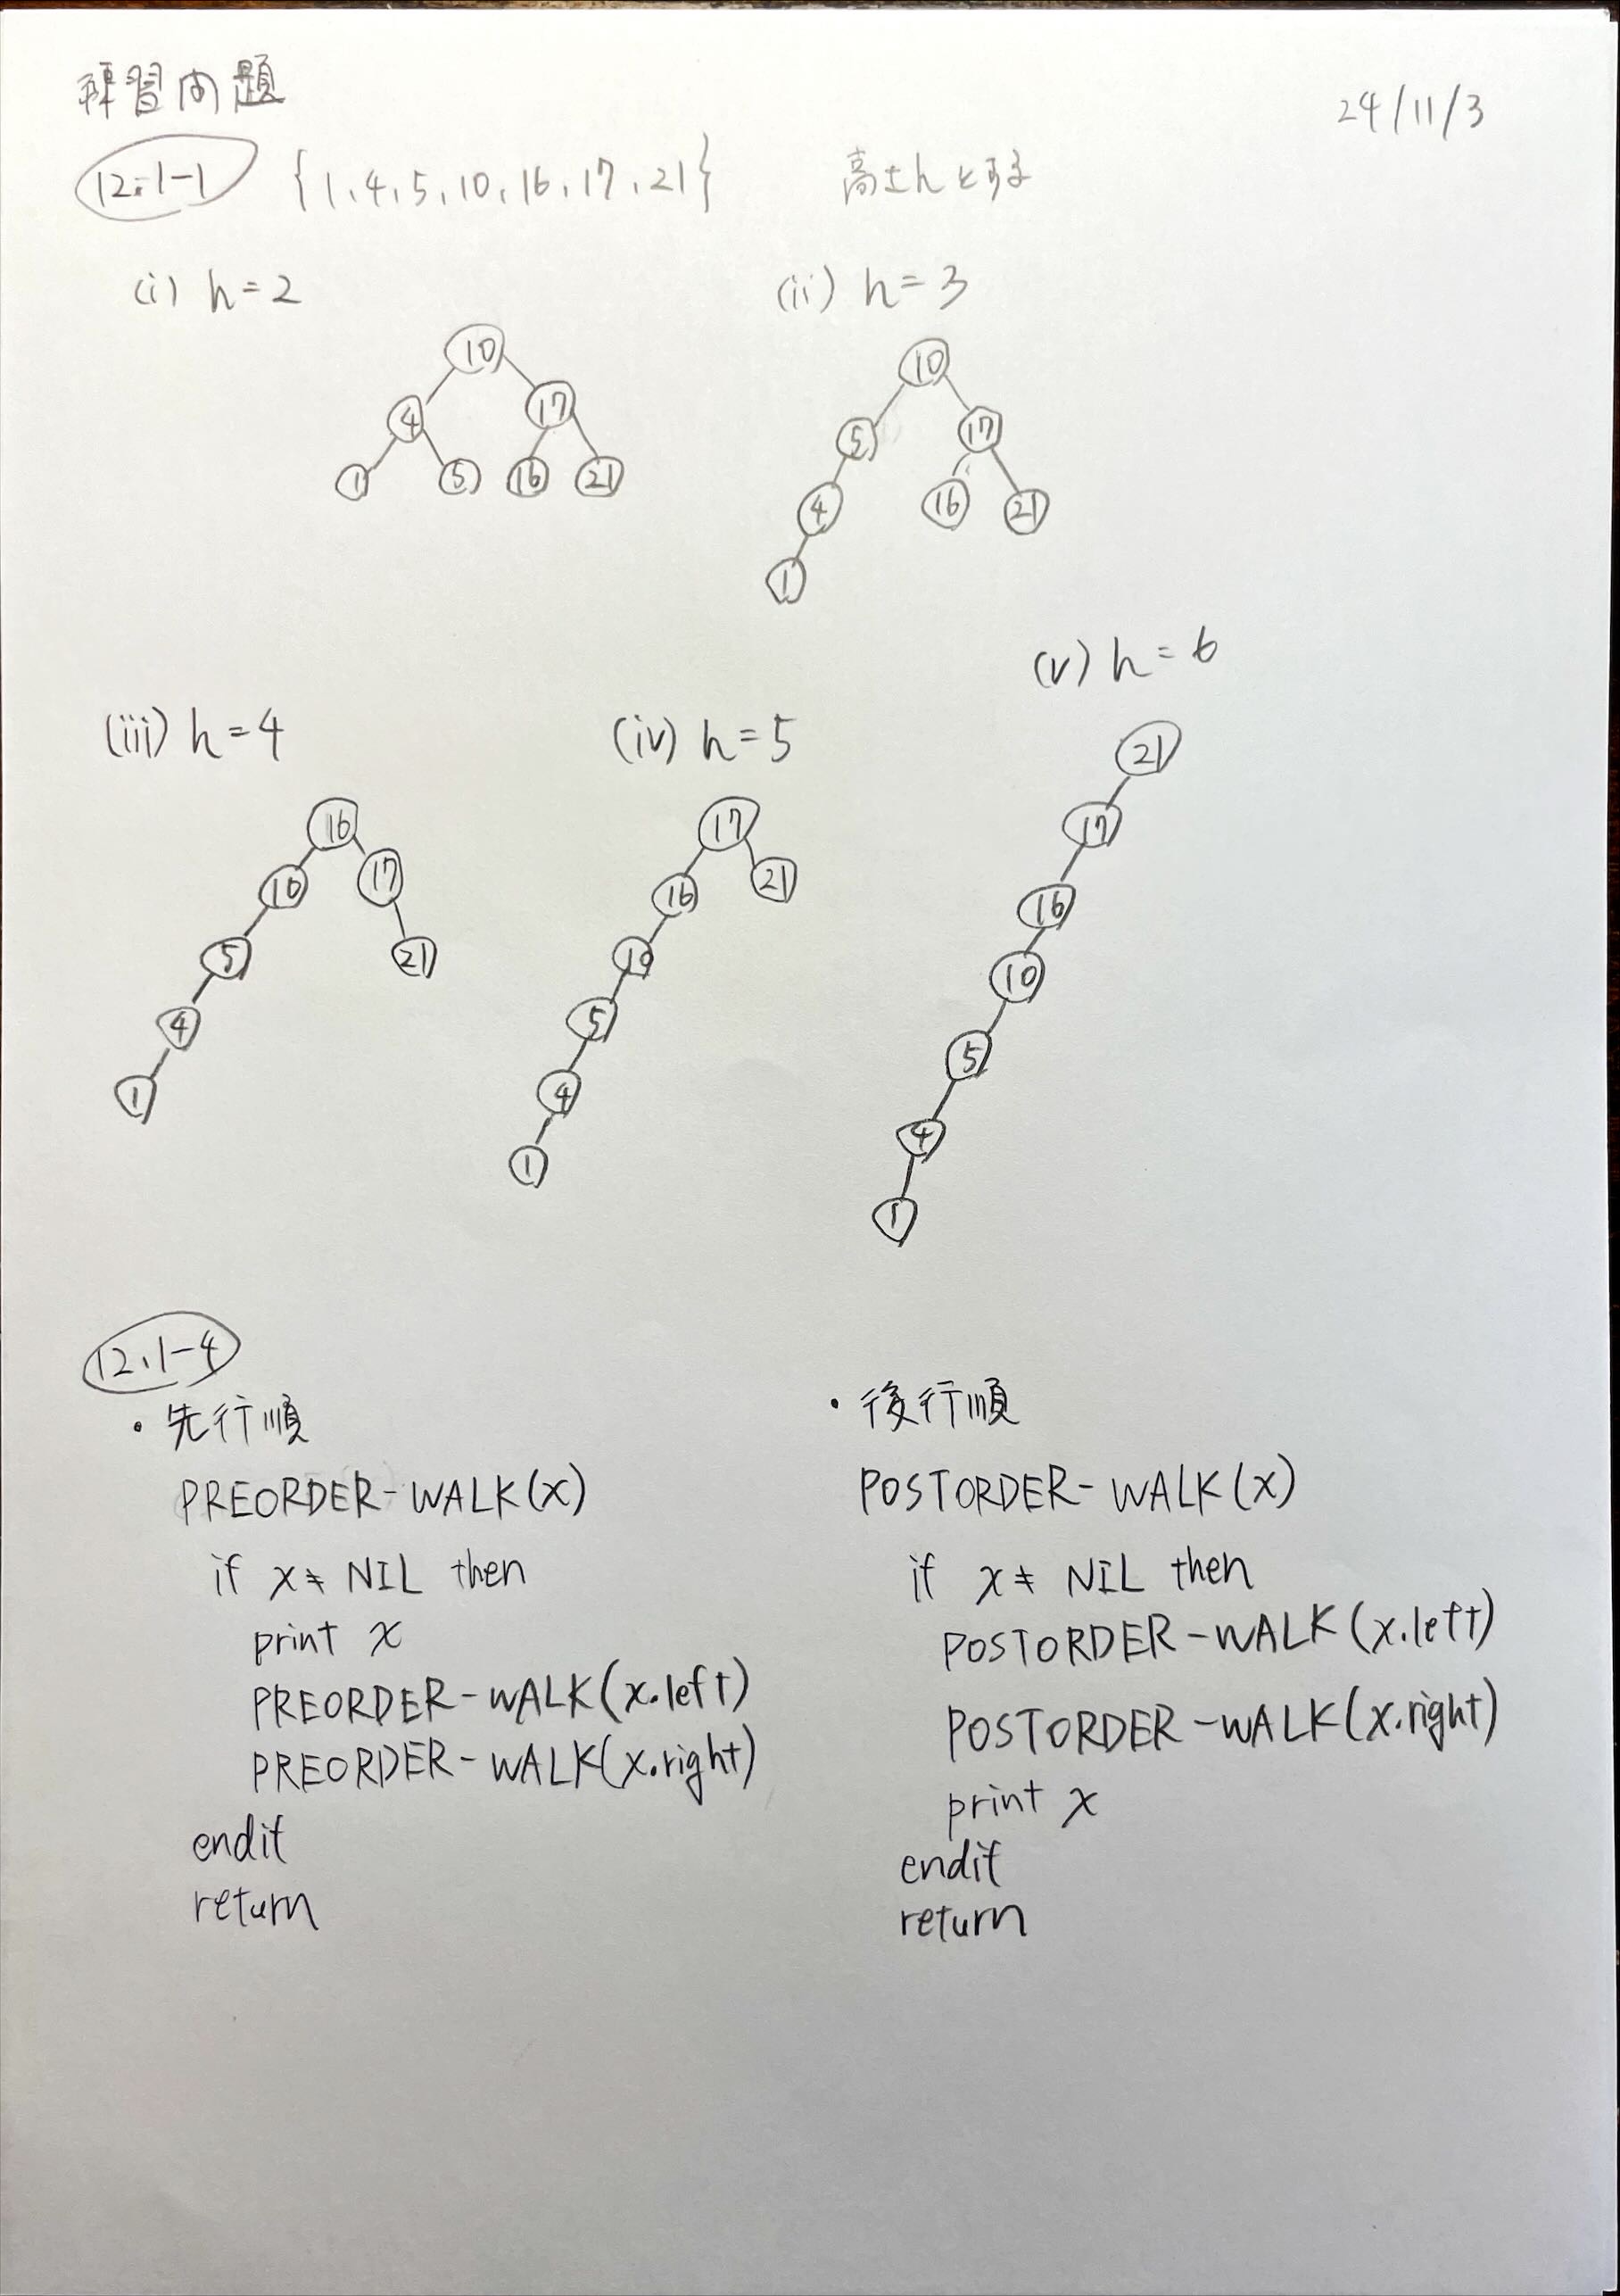 練習問題
24/11/3
12.1-1 {1, 4, 5, 10, 16, 17, 21} 高さhとする
(i) h=2
10
4 17
1 5 16 21
(ii) h=3
10
5 17
4 16 21
1
(iii) h=4
16
10 17
5 21
4
1
(iv) h=5
17
16 21
10
5
4
1
(v) h=6
21
17
16
10
5
4
1
12.1-4
・先行順
PREORDER-WALK(x)
if x≠NIL then
print x
PREORDER-WALK(x.left)
PREORDER-WALK(x.right)
endif
return
・後行順
POSTORDER-WALK(x)
if x≠NIL then
POSTORDER-WALK(x.left)
POSTORDER-WALK(x.right)
print x
endif
return